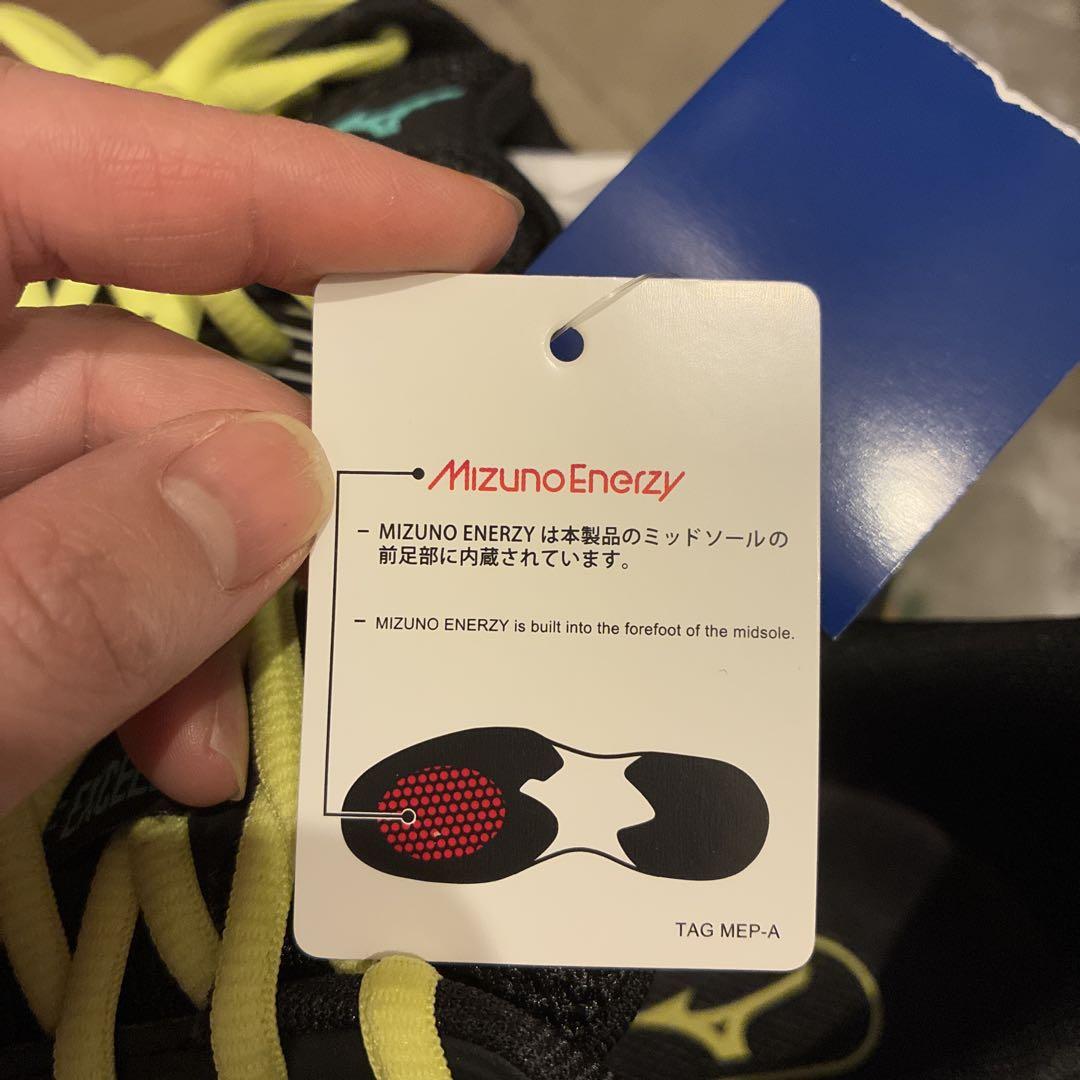 MIZUNO ENERZY
– MIZUNO ENERZY は本製品のミッドソールの
前足部に内蔵されています。
– MIZUNO ENERZY is built into the forefoot of the midsole.
TAG MEP-A